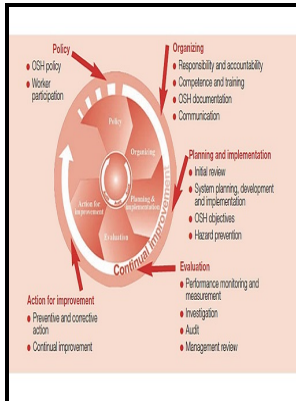 Policy
• OSH policy
• Worker
participation
Organizing
• Responsibility and accountability
• Competence and training
• OSH documentation
• Communication
Planning and implementation
• Initial review
• System planning, development
and implementation
• OSH objectives
• Hazard prevention
Evaluation
• Performance monitoring and
measurement
• Investigation
• Audit
• Management review
Action for improvement
• Preventive and corrective
action
• Continual improvement
Policy
Organizing
Planning &
implementation
Evaluation
Action for
improvement
Continual improvement